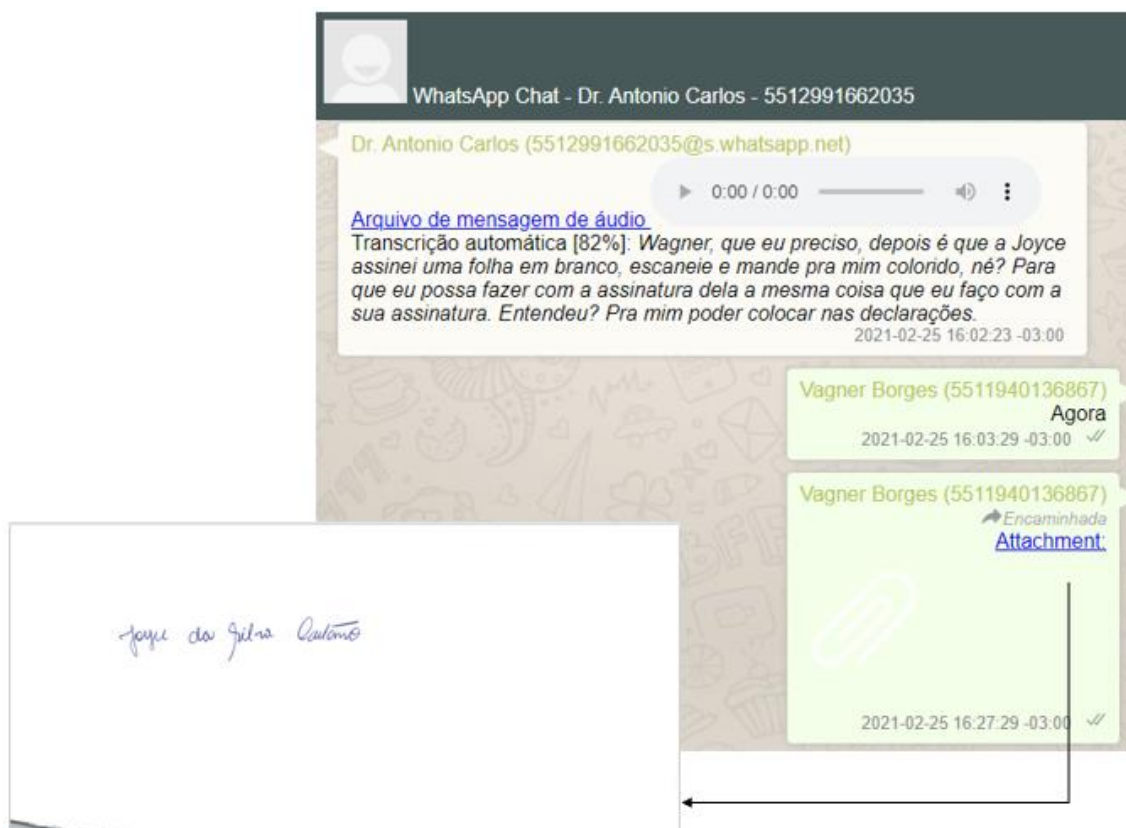 WhatsApp Chat - Dr. Antonio Carlos - 5512991662035
Dr. Antonio Carlos (5512991662035@s.whatsapp.net)
0:00 / 0:00
Arquivo de mensagem de áudio
Transcrição automática [82%]: Wagner, que eu preciso, depois é que a Joyce
assinei uma folha em branco, escaneie e mande pra mim colorido, né? Para
que eu possa fazer com a assinatura dela a mesma coisa que eu faço com a
sua assinatura. Entendeu? Pra mim poder colocar nas declarações.
2021-02-25 16:02:23 -03:00
Vagner Borges (5511940136867)
Agora
2021-02-25 16:03:29 -03:00
Vagner Borges (5511940136867)
Encaminhada
Attachment:
2021-02-25 16:27:29 -03:00
Joyce da Silva